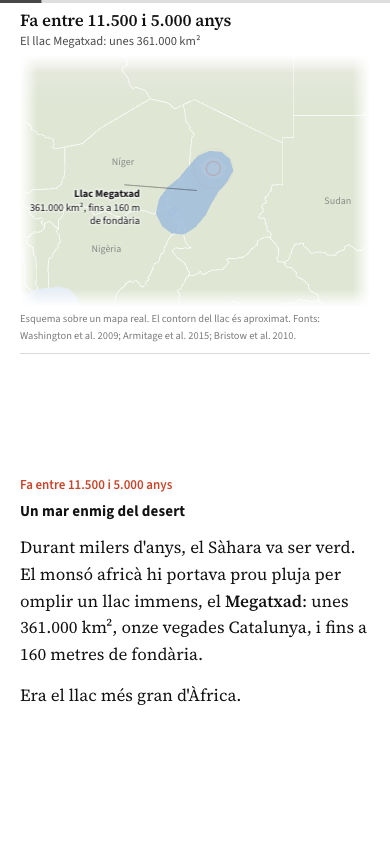 Fa entre 11.500 i 5.000 anys
El llac Megatxad: unes 361.000 km²
Níger
Llac Megatxad
361.000 km², fins a 160 m
de fondària
Sudan
Nigèria
Esquema sobre un mapa real. El contorn del llac és aproximat. Fonts:
Washington et al. 2009; Armitage et al. 2015; Bristow et al. 2010.
Fa entre 11.500 i 5.000 anys
Un mar enmig del desert
Durant milers d'anys, el Sàhara va ser verd.
El monsó africà hi portava prou pluja per
omplir un llac immens, el Megatxad: unes
361.000 km², onze vegades Catalunya, i fins a
160 metres de fondària.
Era el llac més gran d'Àfrica.